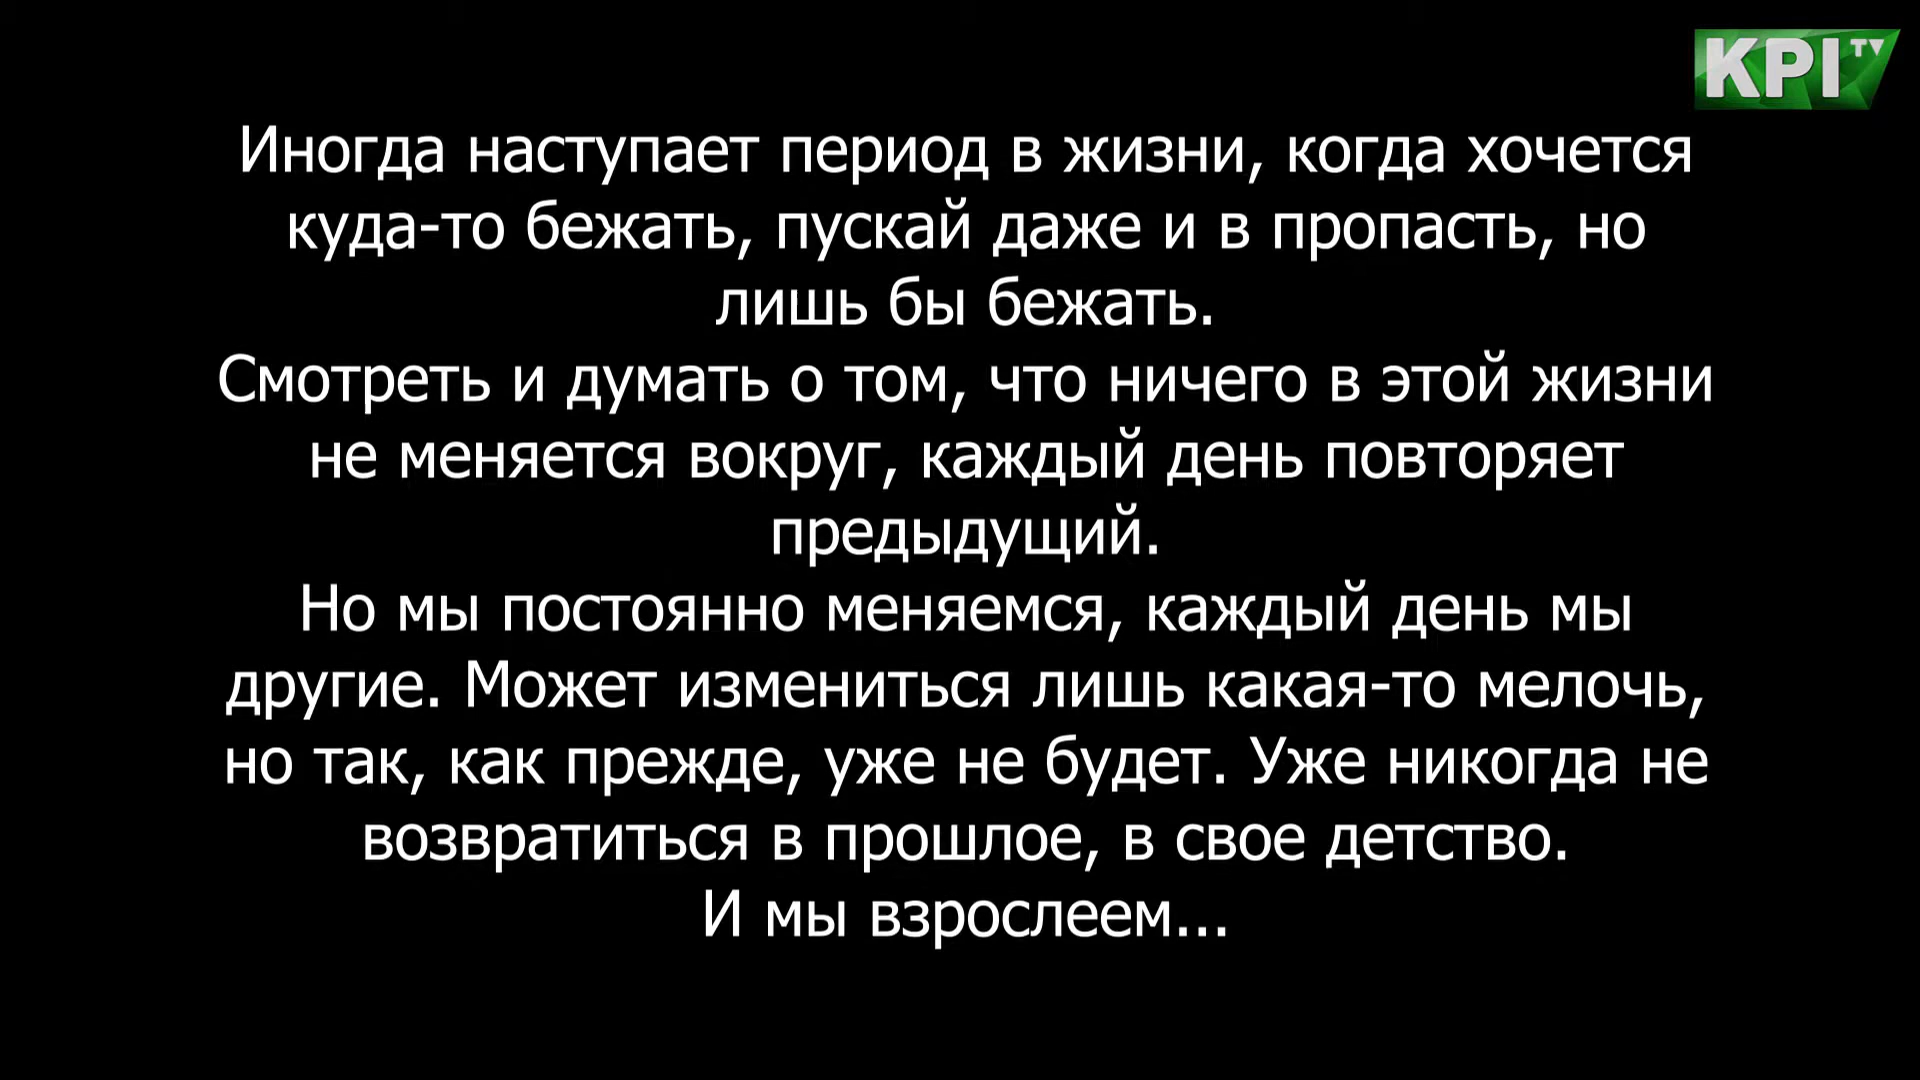 KPI TV
Иногда наступает период в жизни, когда хочется
куда-то бежать, пускай даже и в пропасть, но
лишь бы бежать.
Смотреть и думать о том, что ничего в этой жизни
не меняется вокруг, каждый день повторяет
предыдущий.
Но мы постоянно меняемся, каждый день мы
другие. Может измениться лишь какая-то мелочь,
но так, как прежде, уже не будет. Уже никогда не
возвратиться в прошлое, в свое детство.
И мы взрослеем...